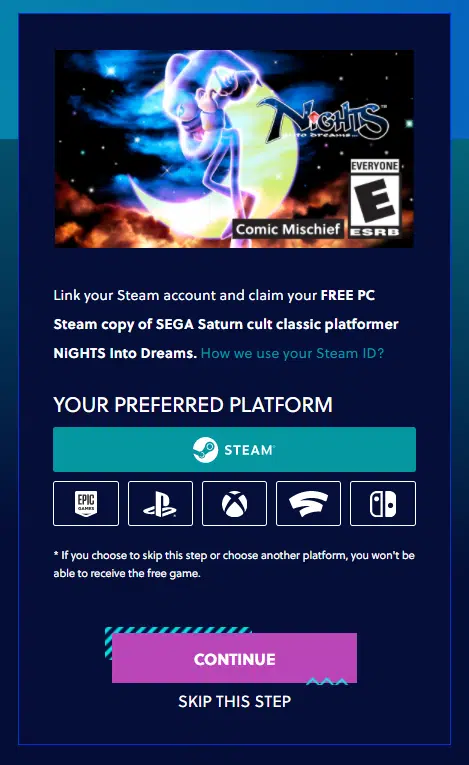 NiGHTS™
into dreams...
EVERYONE
E
Comic Mischief
ESRB
Link your Steam account and claim your FREE PC
Steam copy of SEGA Saturn cult classic platformer
NiGHTS Into Dreams. How we use your Steam ID?
YOUR PREFERRED PLATFORM
STEAM
EPIC
GAMES
* If you choose to skip this step or choose another platform, you won't be
able to receive the free game.
CONTINUE
SKIP THIS STEP